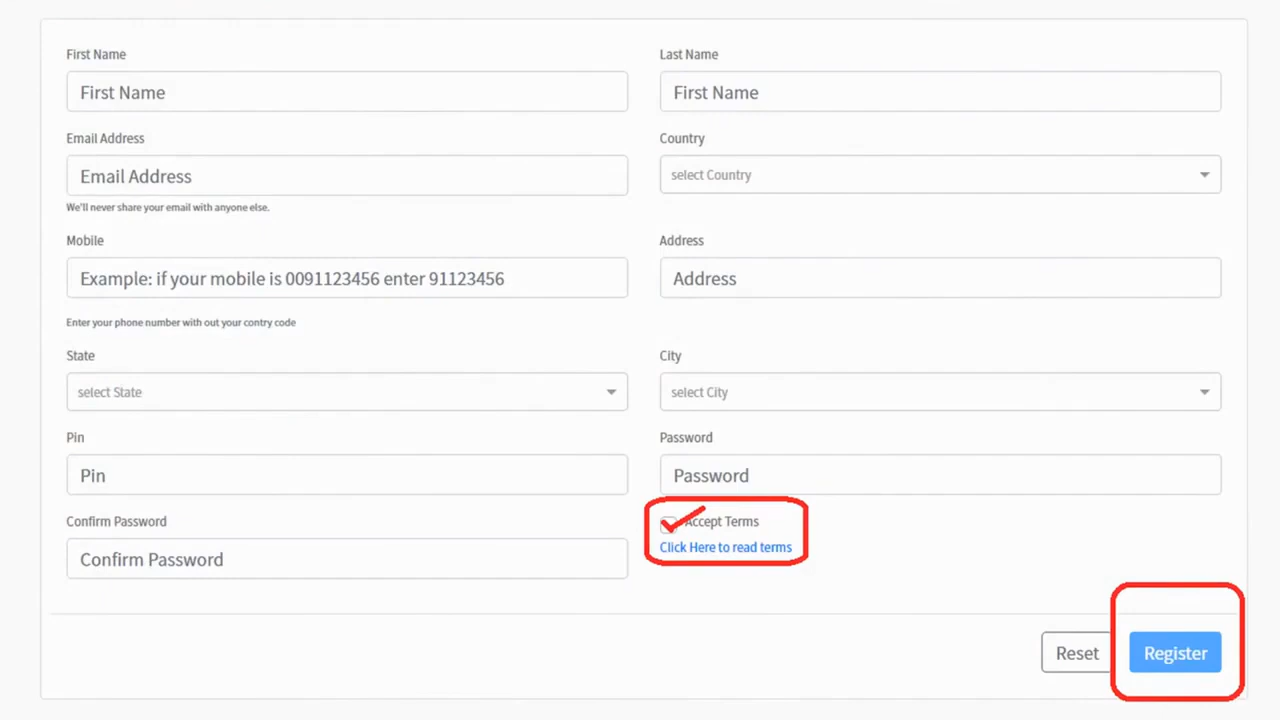 First Name
Last Name
First Name
First Name
Email Address
Country
Email Address
select Country
We'll never share your email with anyone else.
Mobile
Address
Example: if your mobile is 0091123456 enter 91123456
Address
Enter your phone number with out your contry code
State
City
select State
select City
Pin
Password
Pin
Password
Confirm Password
Accept Terms
Click Here to read terms
Confirm Password
Reset
Register